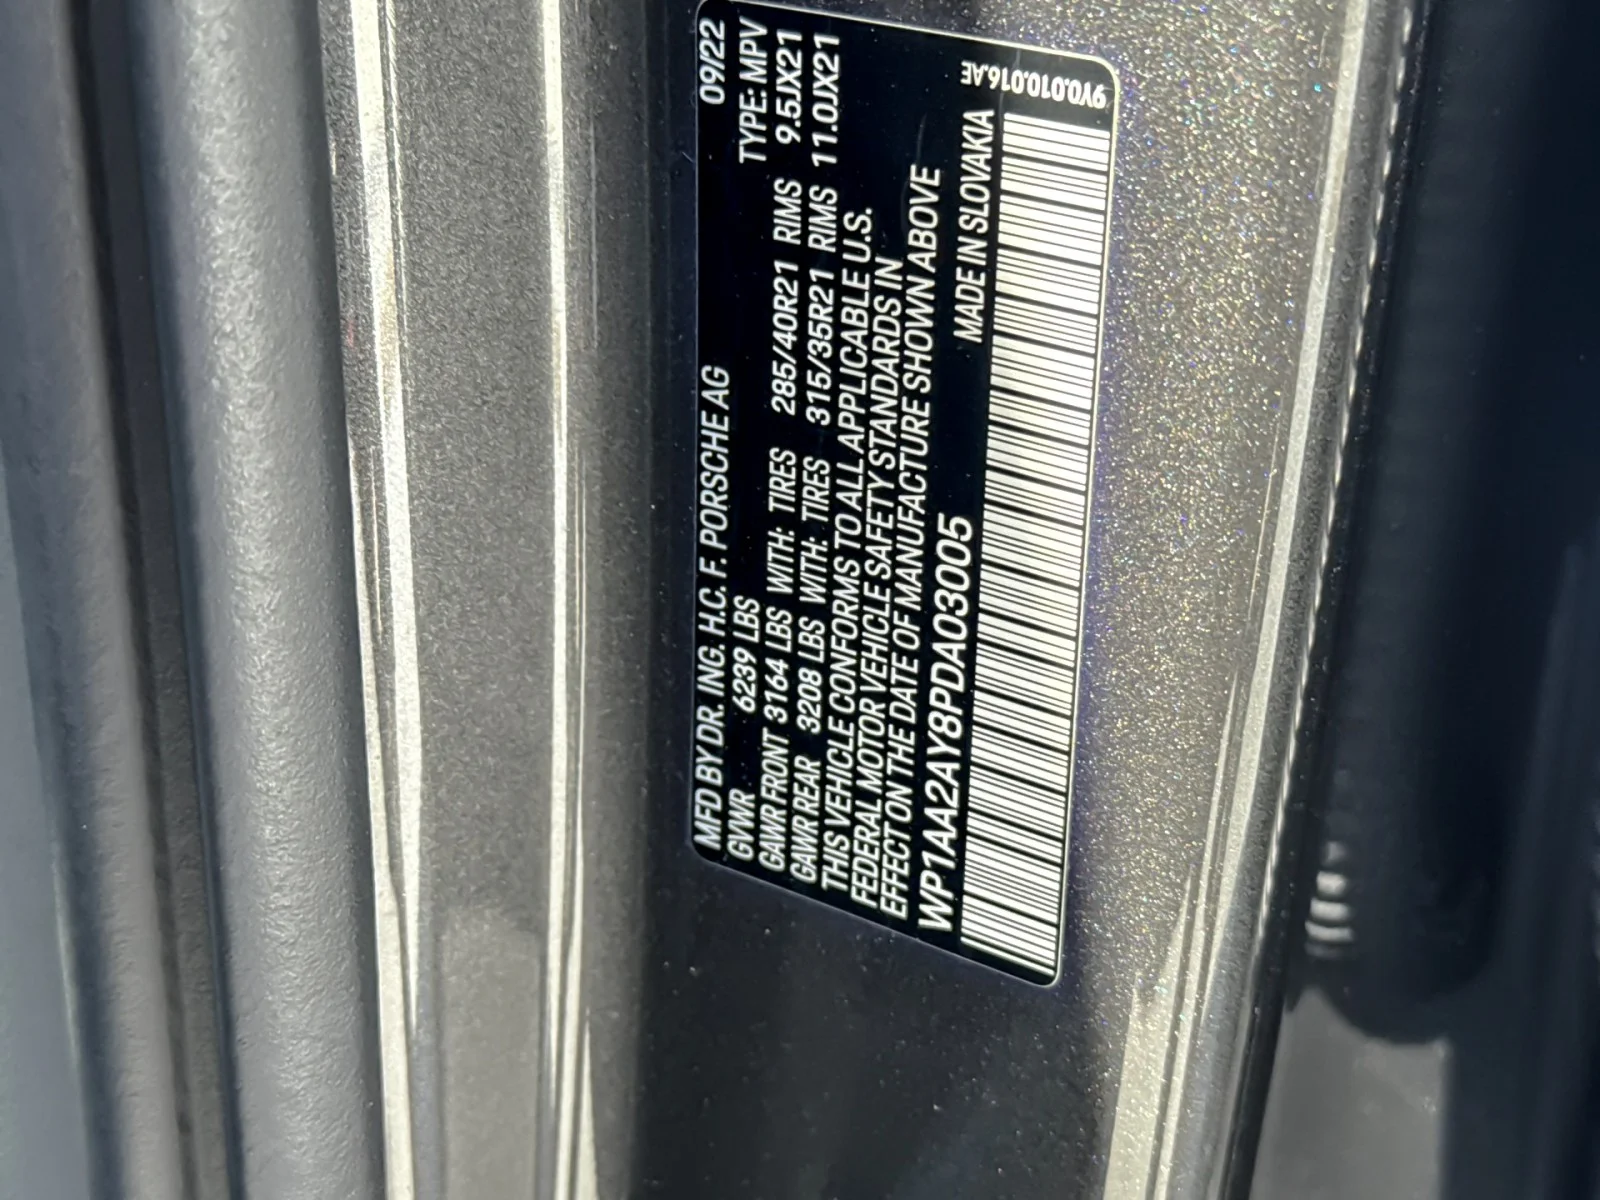 MFD BY DR. ING. H.C. F. PORSCHE AG 09/22
GVWR 6239 LBS TYPE: MPV
GAWR FRONT 3164 LBS WITH: TIRES 285/40R21 RIMS 9.5JX21
GAWR REAR 3208 LBS WITH: TIRES 315/35R21 RIMS 11.0JX21
THIS VEHICLE CONFORMS TO ALL APPLICABLE U.S.
FEDERAL MOTOR VEHICLE SAFETY STANDARDS IN
EFFECT ON THE DATE OF MANUFACTURE SHOWN ABOVE
WP1AA2AY8PDA03005 MADE IN SLOVAKIA
9Y0.010.016.AE